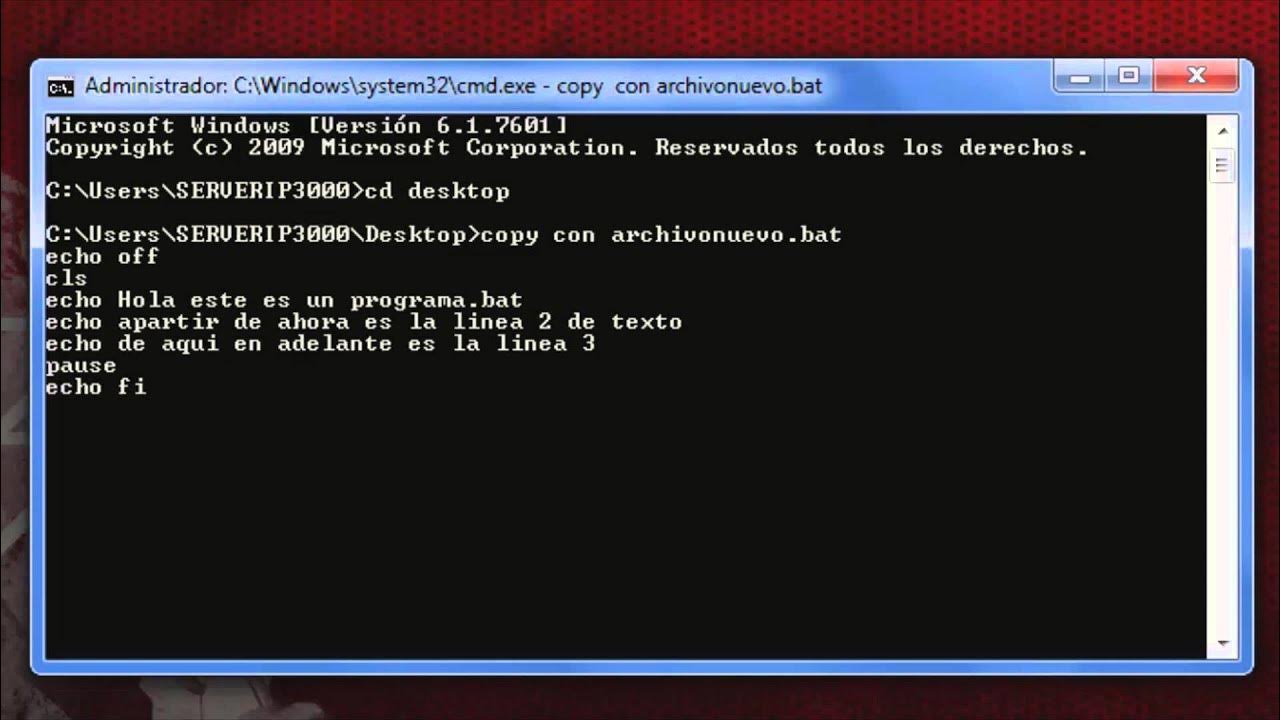 Administrador: C:\Windows\system32\cmd.exe - copy  con archivonuevo.bat
Microsoft Windows [Versión 6.1.7601]
Copyright (c) 2009 Microsoft Corporation. Reservados todos los derechos.
C:\Users\SERVERIP3000>cd desktop
C:\Users\SERVERIP3000\Desktop>copy con archivonuevo.bat
echo off
cls
echo Hola este es un programa.bat
echo apartir de ahora es la linea 2 de texto
echo de aqui en adelante es la linea 3
pause
echo fi